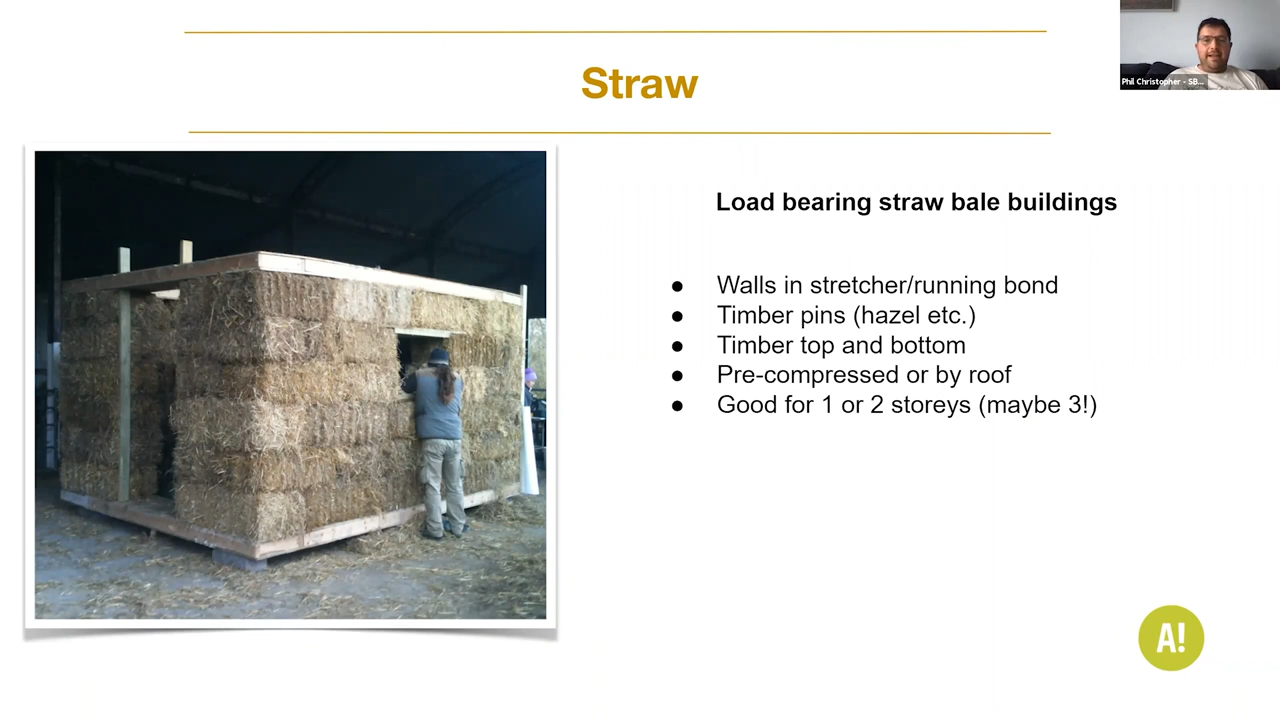 Phil Christopher - SB...
Straw
Load bearing straw bale buildings
● Walls in stretcher/running bond
● Timber pins (hazel etc.)
● Timber top and bottom
● Pre-compressed or by roof
● Good for 1 or 2 storeys (maybe 3!)
A!